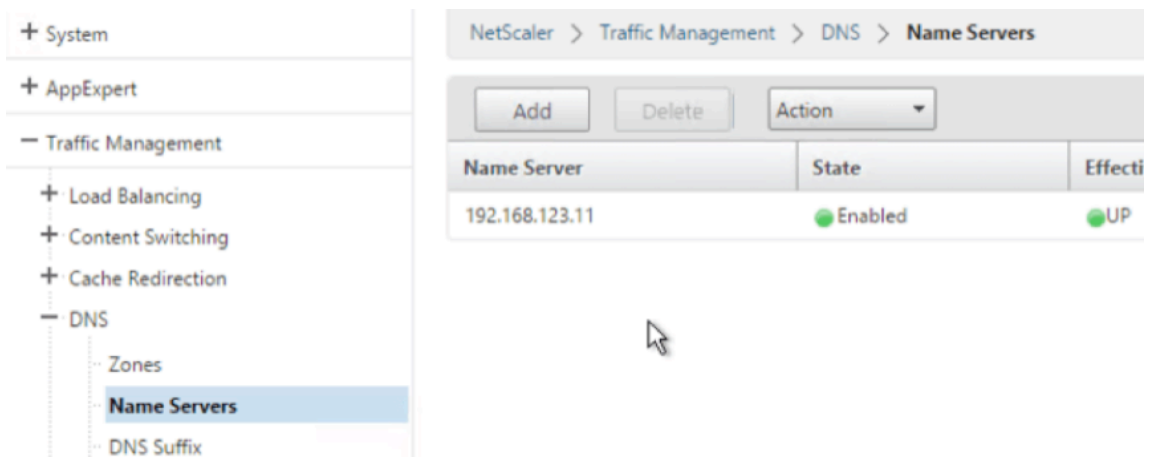 + System
+ AppExpert
− Traffic Management
+ Load Balancing
+ Content Switching
+ Cache Redirection
− DNS
Zones
Name Servers
DNS Suffix
NetScaler > Traffic Management > DNS > Name Servers
Add Delete Action
Name Server State Effecti
192.168.123.11 Enabled UP